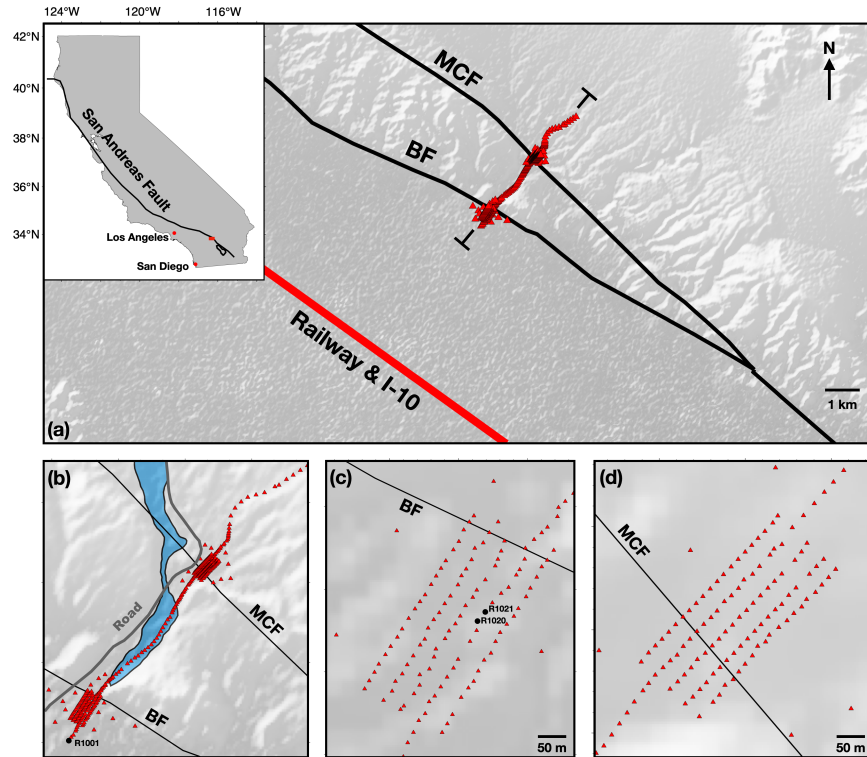 124°W 120°W 116°W
42°N
40°N
38°N
36°N
34°N
San Andreas Fault
Los Angeles
San Diego
MCF
BF
N
Railway & I-10
1 km
(a)
(b)
Road
MCF
BF
R1001
(c)
BF
R1021
R1020
50 m
(d)
MCF
50 m